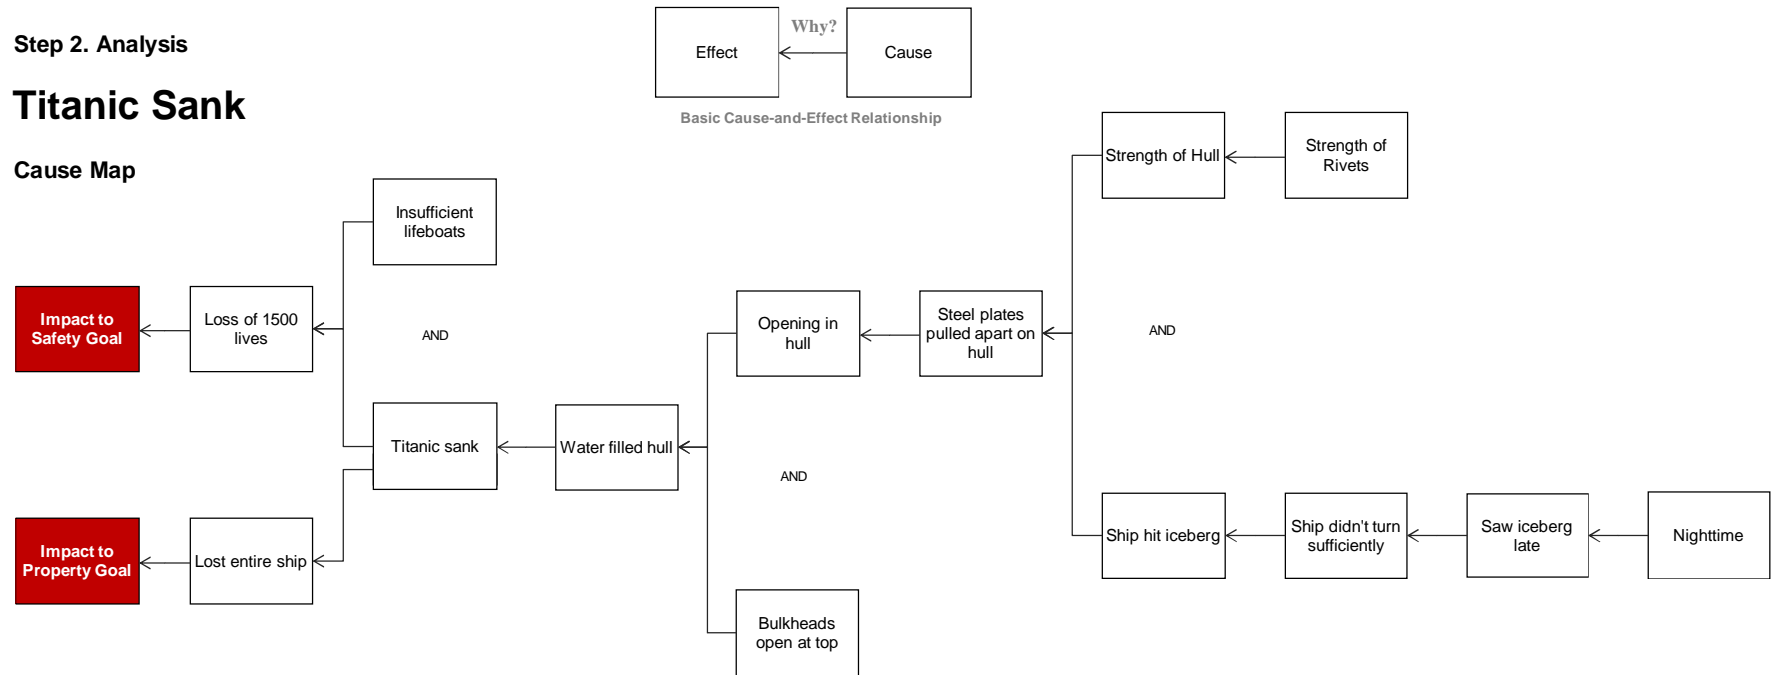 Step 2. Analysis
Titanic Sank
Cause Map
Effect
Why?
Cause
Basic Cause-and-Effect Relationship
Strength of Hull
Strength of
Rivets
Insufficient
lifeboats
Impact to
Safety Goal
Loss of 1500
lives
AND
Opening in
hull
Steel plates
pulled apart on
hull
AND
Titanic sank
Water filled hull
AND
Impact to
Property Goal
Lost entire ship
Ship hit iceberg
Ship didn't turn
sufficiently
Saw iceberg
late
Nighttime
Bulkheads
open at top